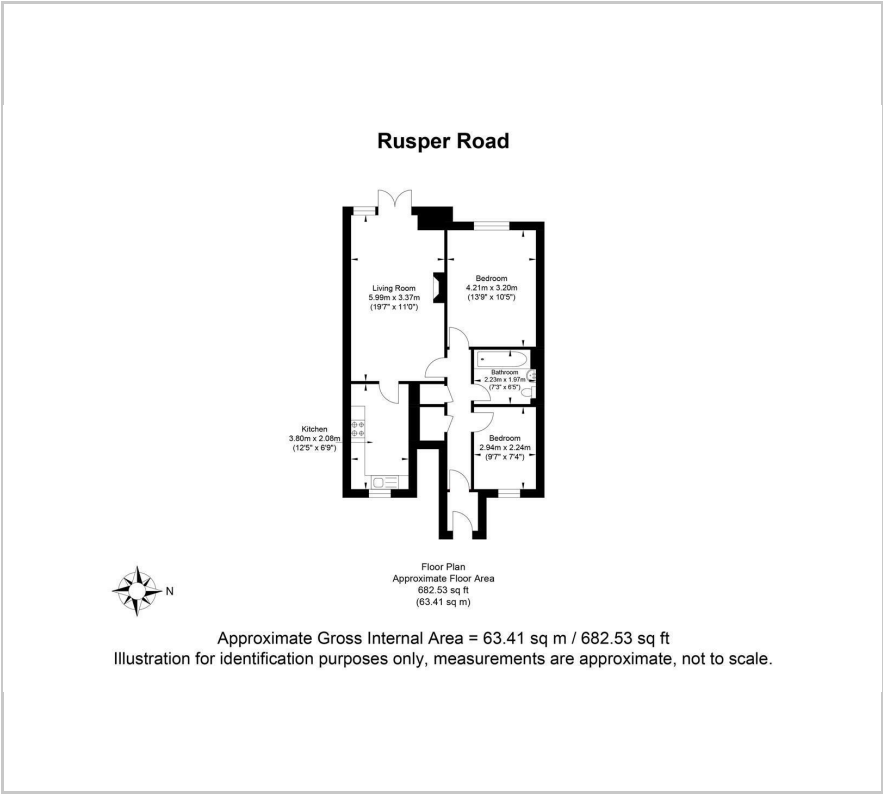 Rusper Road
Living Room
5.99m x 3.37m
(19'7" x 11'0")
Bedroom
4.21m x 3.20m
(13'9" x 10'5")
Bathroom
2.23m x 1.97m
(7'3" x 6'5")
Kitchen
3.80m x 2.08m
(12'5" x 6'9")
Bedroom
2.94m x 2.24m
(9'7" x 7'4")
Floor Plan
Approximate Floor Area
682.53 sq ft
(63.41 sq m)
N
Approximate Gross Internal Area = 63.41 sq m / 682.53 sq ft
Illustration for identification purposes only, measurements are approximate, not to scale.